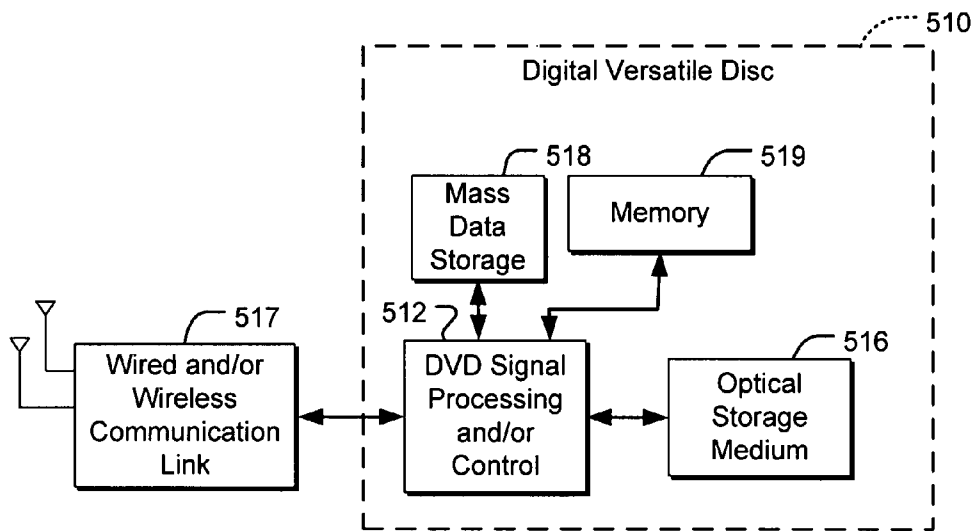 510
Digital Versatile Disc
518
519
Mass
Data
Storage
Memory
512
517
516
Wired and/or
Wireless
Communication
Link
DVD Signal
Processing
and/or
Control
Optical
Storage
Medium